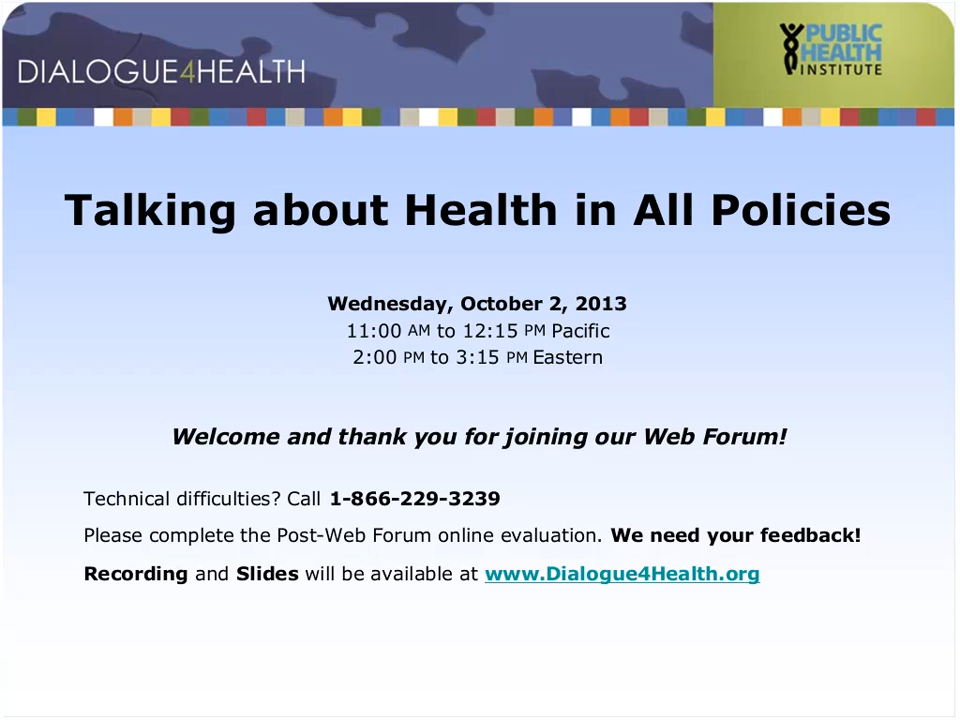 DIALOGUE4HEALTH
PUBLIC
HEALTH
INSTITUTE
Talking about Health in All Policies
Wednesday, October 2, 2013
11:00 AM to 12:15 PM Pacific
2:00 PM to 3:15 PM Eastern
Welcome and thank you for joining our Web Forum!
Technical difficulties? Call 1-866-229-3239
Please complete the Post-Web Forum online evaluation. We need your feedback!
Recording and Slides will be available at www.Dialogue4Health.org